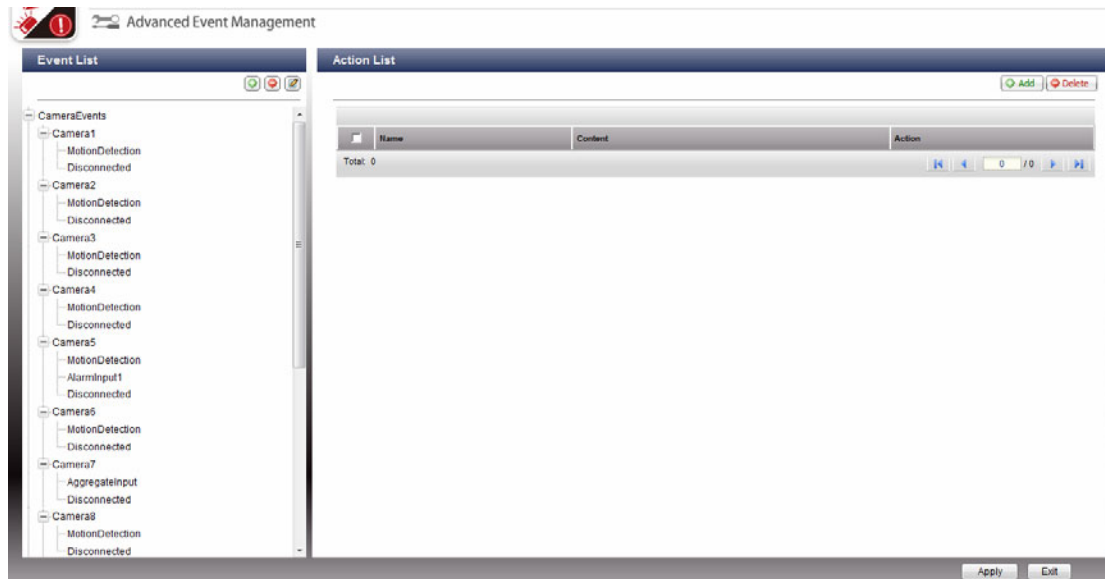 Advanced Event Management
Event List
CameraEvents
Camera1
MotionDetection
Disconnected
Camera2
MotionDetection
Disconnected
Camera3
MotionDetection
Disconnected
Camera4
MotionDetection
Disconnected
Camera5
MotionDetection
AlarmInput1
Disconnected
Camera6
MotionDetection
Disconnected
Camera7
AggregateInput
Disconnected
Camera8
MotionDetection
Disconnected
Action List
Add Delete
Name Content Action
Total: 0 0 / 0
Apply Exit